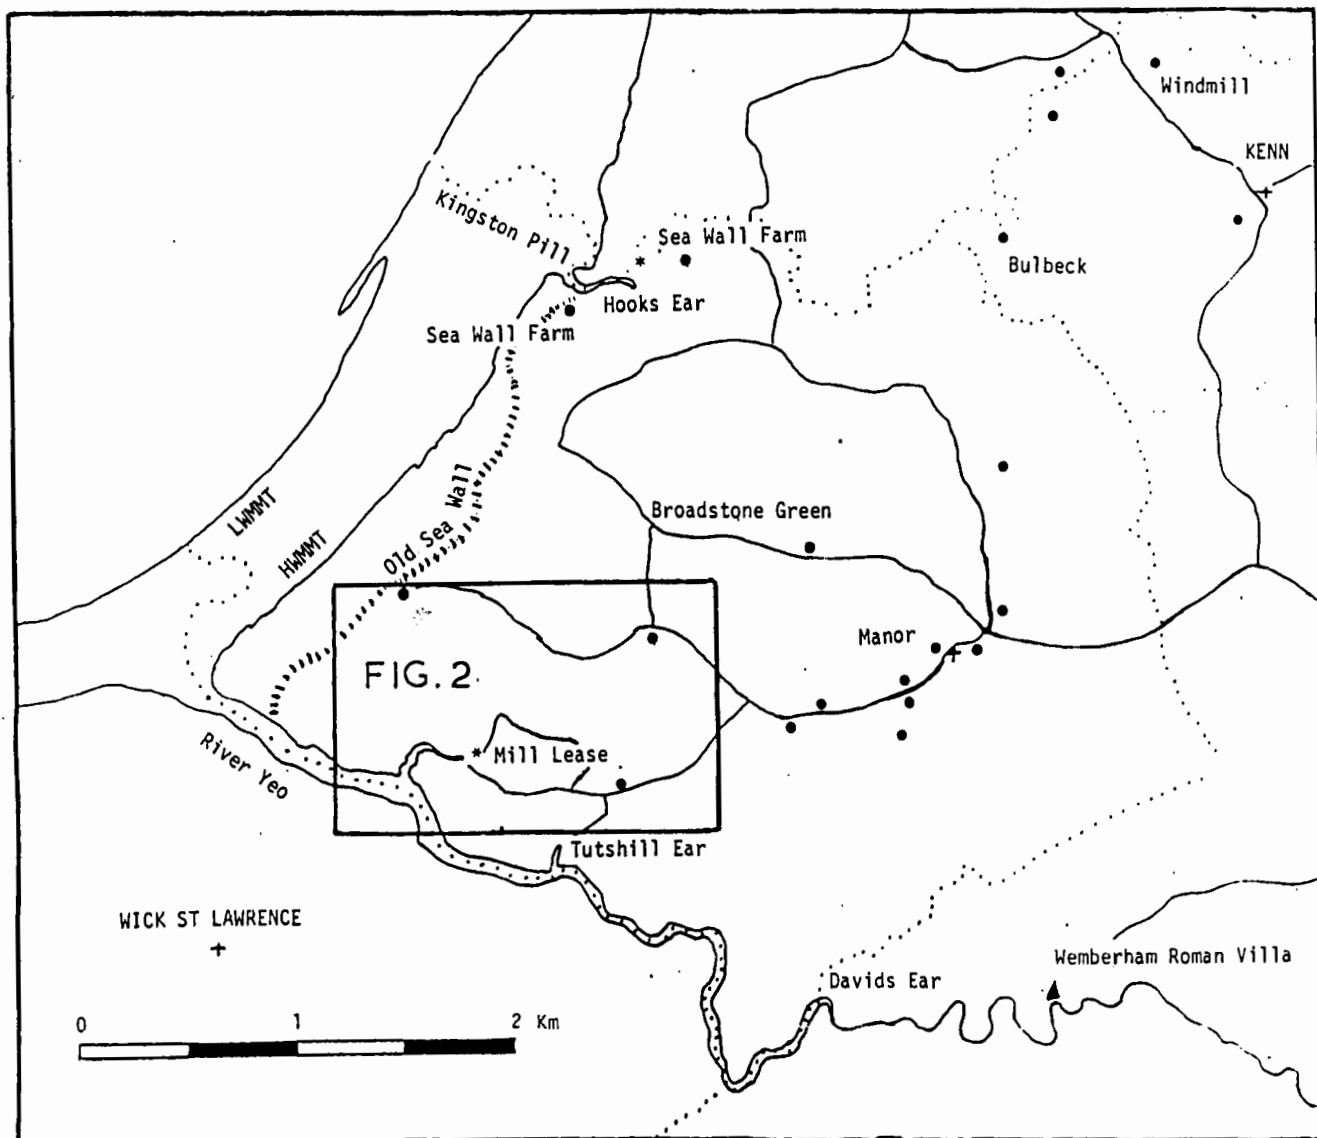 Windmill
KENN
Kingston Pill
Sea Wall Farm
Bulbeck
Hooks Ear
Sea Wall Farm
Old Sea Wall
Broadstone Green
LWMMT
HWMMT
Manor
FIG. 2
River Yeo
* Mill Lease
Tutshill Ear
WICK ST LAWRENCE
Wemberham Roman Villa
Davids Ear
0 1 2 Km